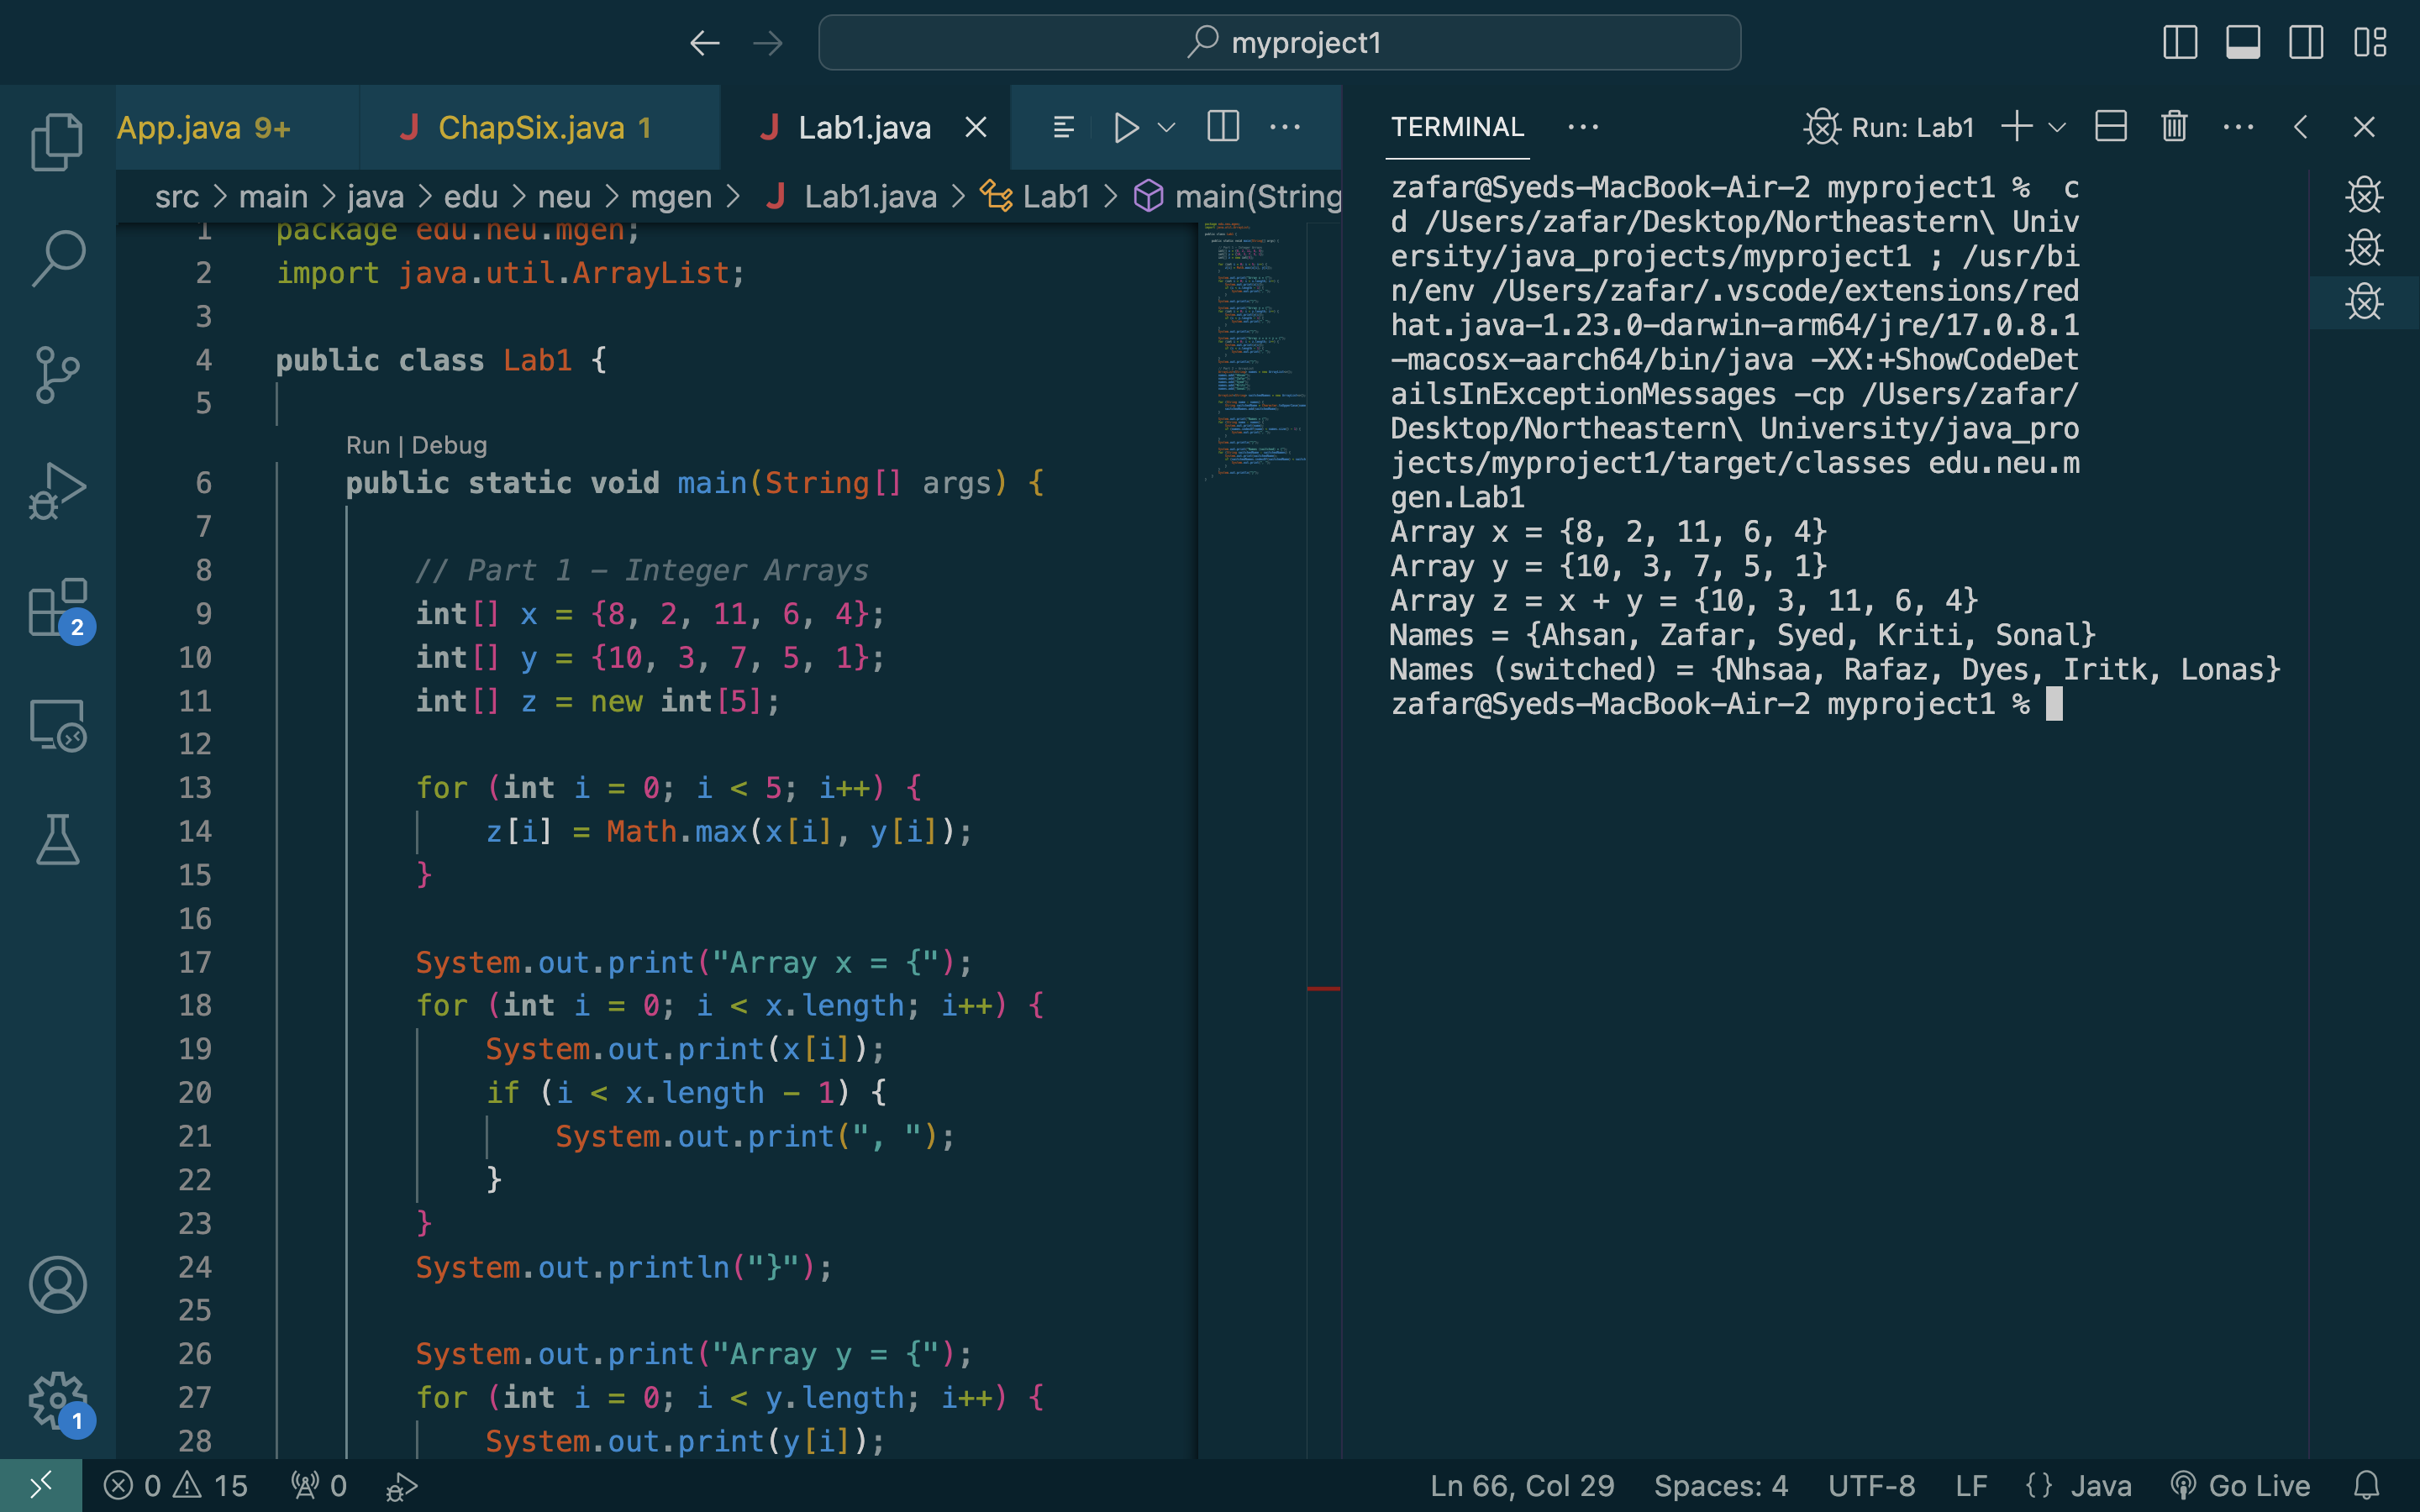 myproject1
App.java 9+
ChapSix.java 1
Lab1.java
src > main > java > edu > neu > mgen > Lab1.java > Lab1 > main(String
1 package edu.neu.mgen;
2 import java.util.ArrayList;
3
4 public class Lab1 {
5
Run | Debug
6 public static void main(String[] args) {
7
8 // Part 1 – Integer Arrays
9 int[] x = {8, 2, 11, 6, 4};
10 int[] y = {10, 3, 7, 5, 1};
11 int[] z = new int[5];
12
13 for (int i = 0; i < 5; i++) {
14 z[i] = Math.max(x[i], y[i]);
15 }
16
17 System.out.print("Array x = {");
18 for (int i = 0; i < x.length; i++) {
19 System.out.print(x[i]);
20 if (i < x.length - 1) {
21 System.out.print(", ");
22 }
23 }
24 System.out.println("}");
25
26 System.out.print("Array y = {");
27 for (int i = 0; i < y.length; i++) {
28 System.out.print(y[i]);
2
1
TERMINAL
Run: Lab1
zafar@Syeds-MacBook-Air-2 myproject1 %  c
d /Users/zafar/Desktop/Northeastern\ Univ
ersity/java_projects/myproject1 ; /usr/bi
n/env /Users/zafar/.vscode/extensions/red
hat.java-1.23.0-darwin-arm64/jre/17.0.8.1
-macosx-aarch64/bin/java -XX:+ShowCodeDet
ailsInExceptionMessages -cp /Users/zafar/
Desktop/Northeastern\ University/java_pro
jects/myproject1/target/classes edu.neu.m
gen.Lab1
Array x = {8, 2, 11, 6, 4}
Array y = {10, 3, 7, 5, 1}
Array z = x + y = {10, 3, 11, 6, 4}
Names = {Ahsan, Zafar, Syed, Kriti, Sonal}
Names (switched) = {Nhsaa, Rafaz, Dyes, Iritk, Lonas}
zafar@Syeds-MacBook-Air-2 myproject1 %
0 15 0
Ln 66, Col 29 Spaces: 4 UTF-8 LF {} Java Go Live